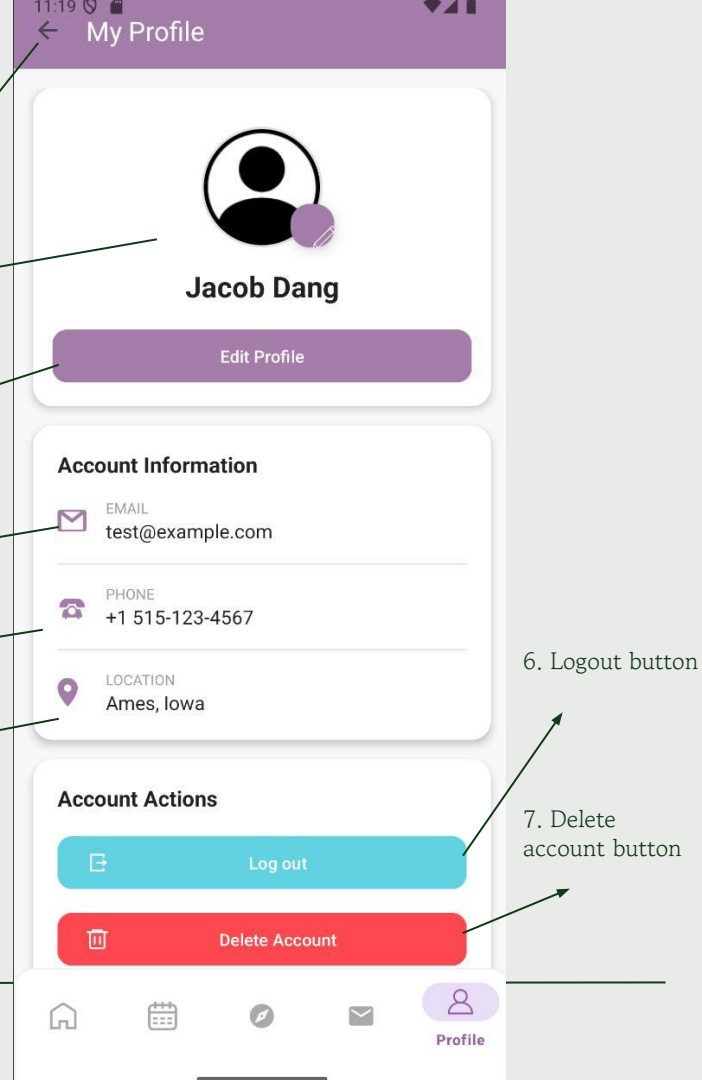 11:19
My Profile
Jacob Dang
Edit Profile
Account Information
EMAIL
test@example.com
PHONE
+1 515-123-4567
LOCATION
Ames, Iowa
Account Actions
Log out
Delete Account
Profile
6. Logout button
7. Delete
account button